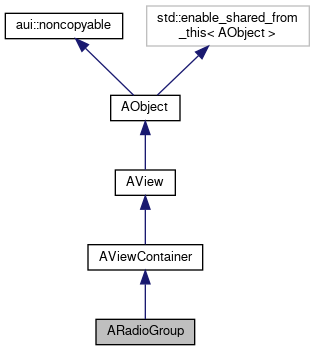 aui::noncopyable
std::enable_shared_from
_this< AObject >
AObject
AView
AViewContainer
ARadioGroup